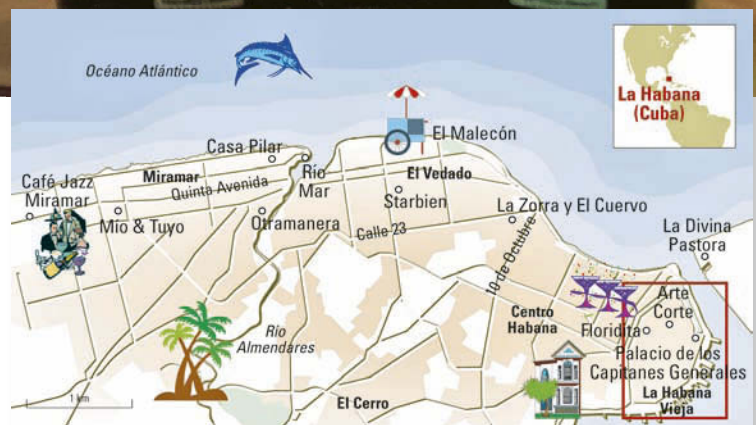 Océano Atlántico
La Habana
(Cuba)
El Malecón
Casa Pilar
Miramar
Río
Mar
El Vedado
Café Jazz
Miramar
Quinta Avenida
Starbien
Mio & Tuyo
Otramanera
La Zorra y El Cuervo
Calle 23
La Divina
Pastora
10 de Octubre
Arte
Corte
Centro
Habana
Floridita
Río
Almendares
Palacio de los
Capitanes Generales
La Habana
Vieja
El Cerro
1 km